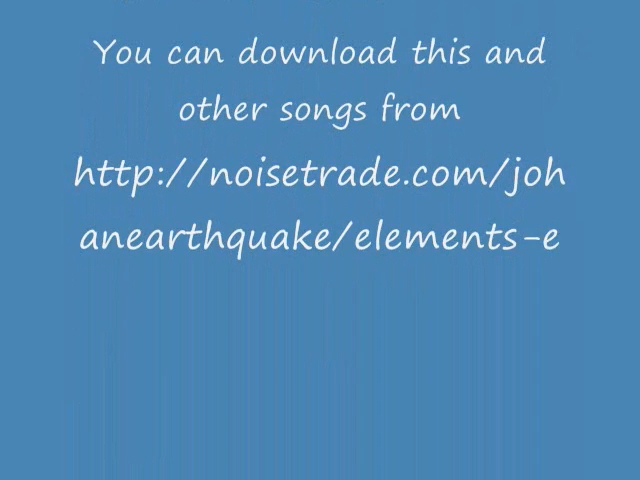 You can download this and
other songs from
http://noisetrade.com/joh
anearthquake/elements-e